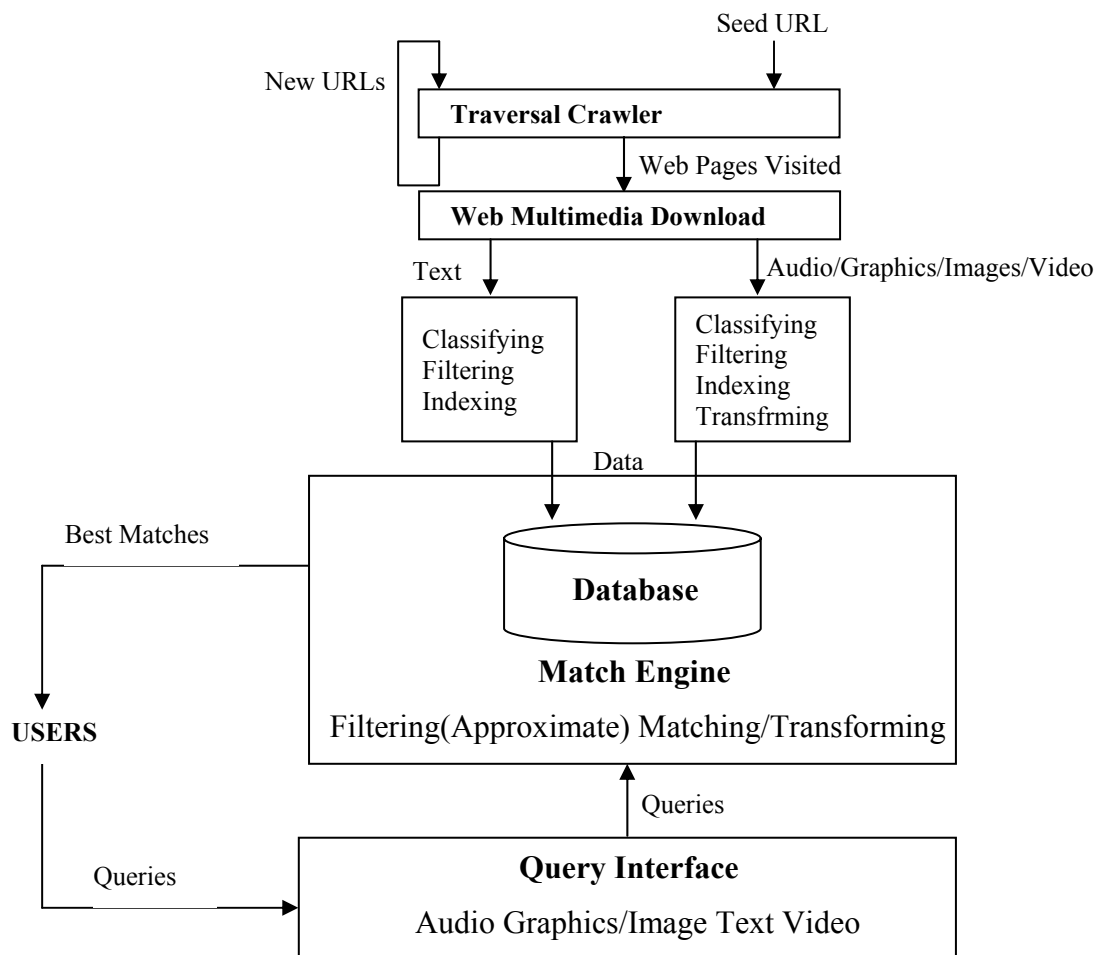 Seed URL
New URLs
Traversal Crawler
Web Pages Visited
Web Multimedia Download
Text
Audio/Graphics/Images/Video
Classifying
Filtering
Indexing
Classifying
Filtering
Indexing
Transfrming
Data
Best Matches
Database
Match Engine
Filtering(Approximate) Matching/Transforming
USERS
Queries
Queries
Query Interface
Audio Graphics/Image Text Video